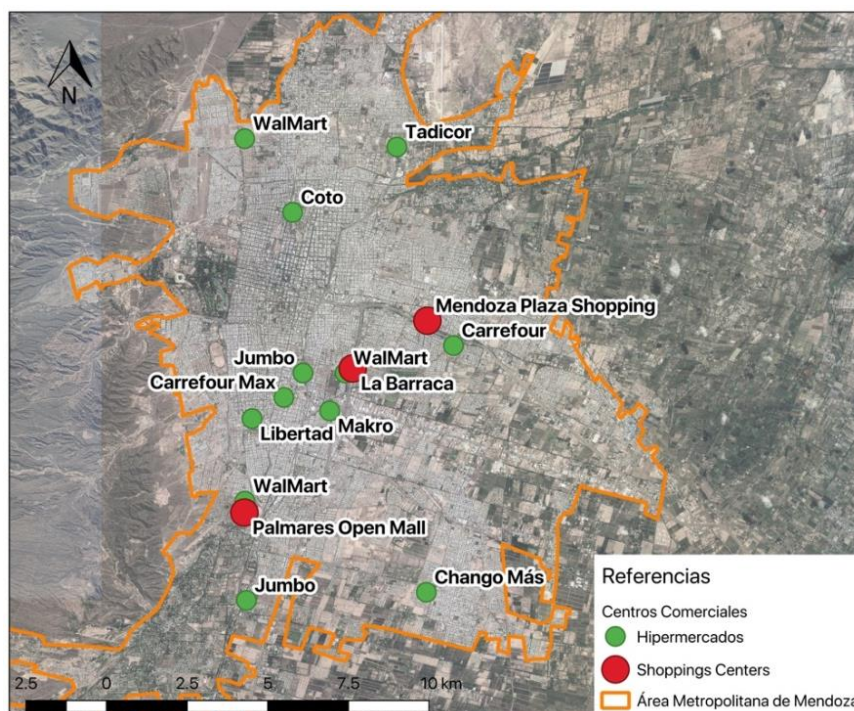 N
WalMart
Tadicor
Coto
Mendoza Plaza Shopping
Carrefour
Jumbo
WalMart
Carrefour Max
La Barraca
Libertad
Makro
WalMart
Palmares Open Mall
Jumbo
Chango Más
Referencias
Centros Comerciales
Hipermercados
Shoppings Centers
Área Metropolitana de Mendoza
2.5 0 2.5 5 7.5 10 km